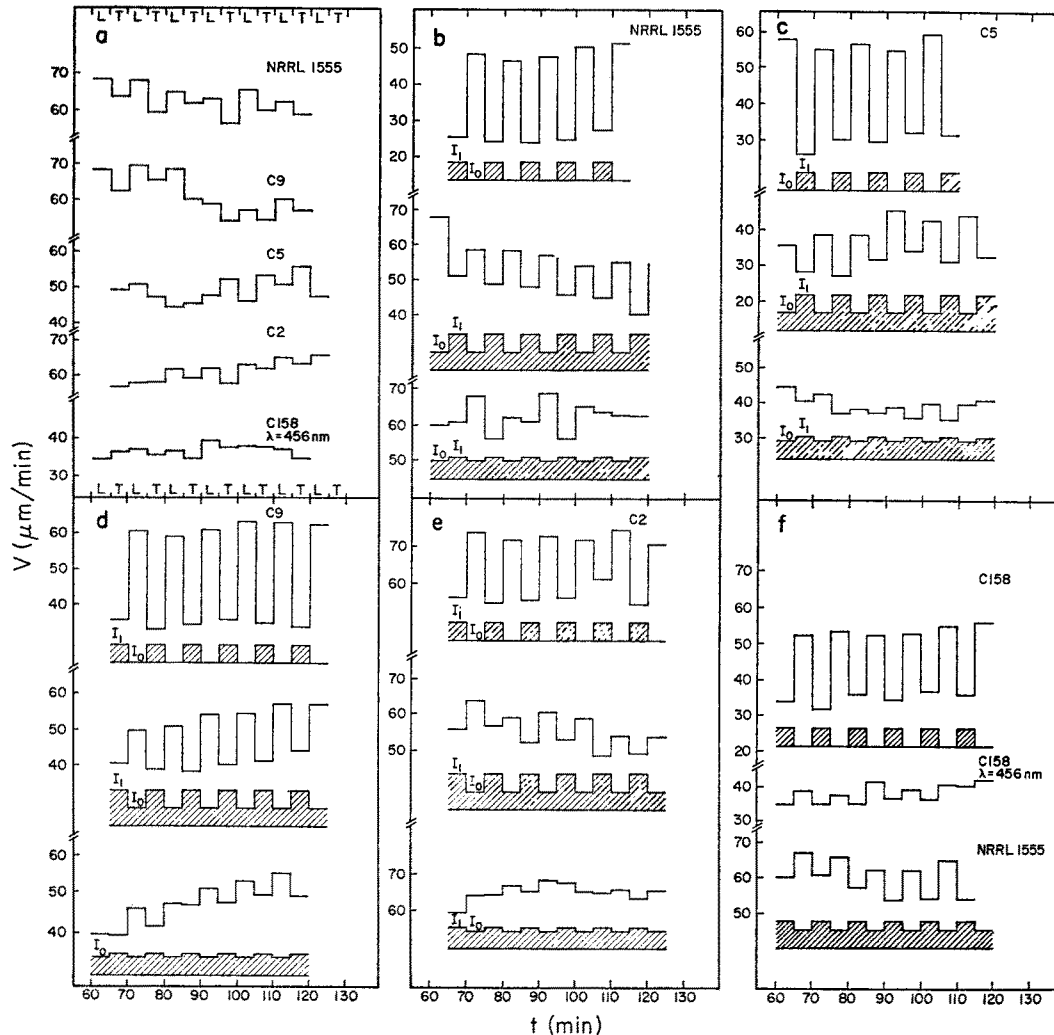 L T L T L T L T L T L T L T
a
NRRL 1555
70
60
C9
70
60
C5
60
50
40
C2
60
C158
λ=456 nm
40
30
L T L T L T L T L T L T L T
b
NRRL 1555
50
40
30
20
I₁
I₀
70
60
50
40
I₁
I₀
70
60
50
I₀ I₁
c
C5
60
50
40
30
I₁
I₀
40
30
20
I₁
I₀
50
40
30
I₀ I₁
V (μm/min)
d
C9
60
50
40
I₁
I₀
60
50
40
I₁
I₀
50
40
I₀
60 70 80 90 100 110 120 130
e
C2
70
60
I₁
I₀
60
50
I₁
I₀
70
60
I₁ I₀
60 70 80 90 100 110 120 130
f
C158
70
60
50
40
30
20
C158
λ=456 nm
40
30
NRRL 1555
60
50
60 70 80 90 100 110 120 130
t (min)